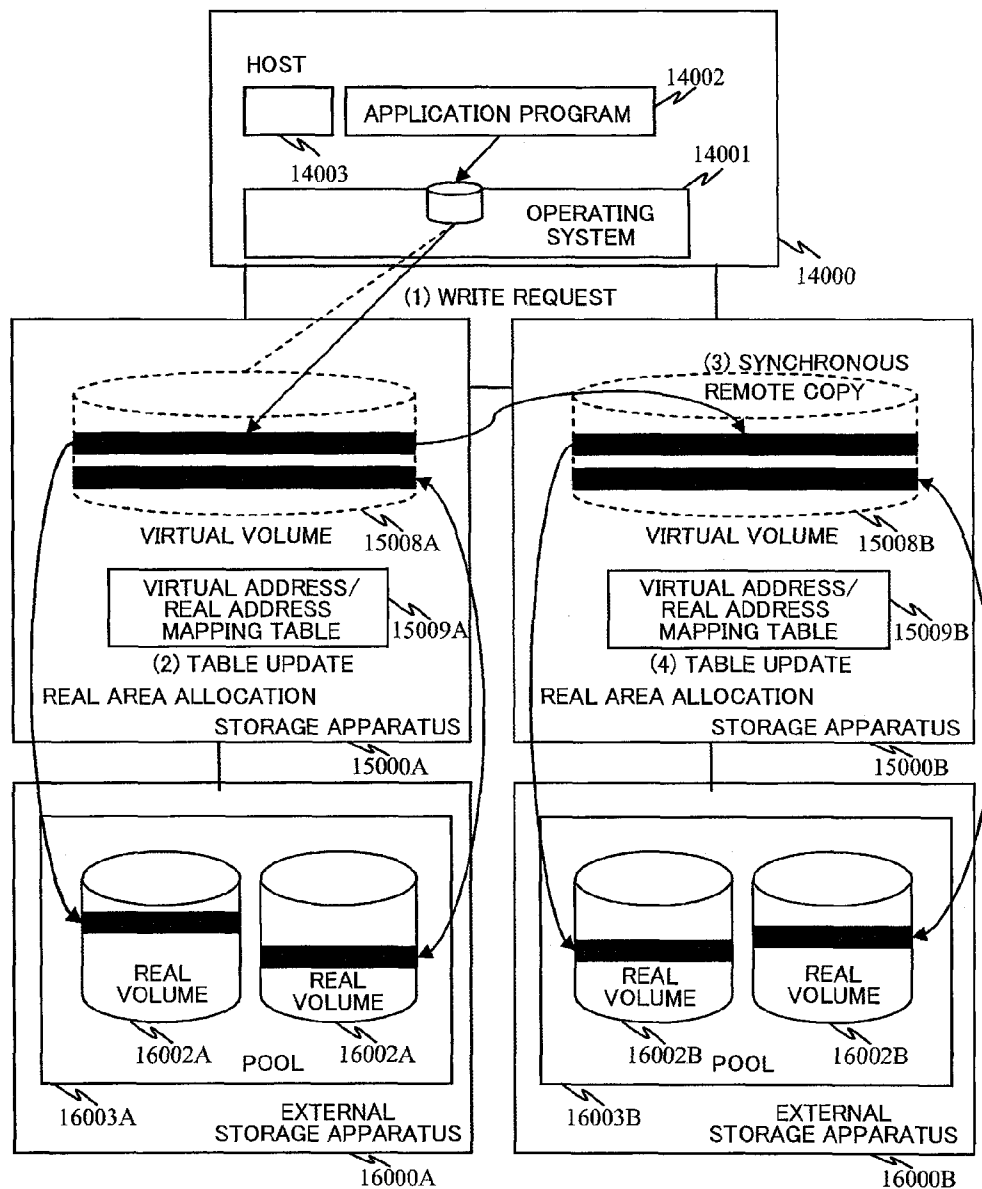 HOST
14002
APPLICATION PROGRAM
14003
14001
OPERATING
SYSTEM
14000
(1) WRITE REQUEST
(3) SYNCHRONOUS
REMOTE COPY
VIRTUAL VOLUME
15008A
VIRTUAL ADDRESS/
REAL ADDRESS
MAPPING TABLE
15009A
(2) TABLE UPDATE
REAL AREA ALLOCATION
STORAGE APPARATUS
15000A
VIRTUAL VOLUME
15008B
VIRTUAL ADDRESS/
REAL ADDRESS
MAPPING TABLE
15009B
(4) TABLE UPDATE
REAL AREA ALLOCATION
STORAGE APPARATUS
15000B
REAL
VOLUME
16002A
REAL
VOLUME
16002A
POOL
16003A
EXTERNAL
STORAGE APPARATUS
16000A
REAL
VOLUME
16002B
REAL
VOLUME
16002B
POOL
16003B
EXTERNAL
STORAGE APPARATUS
16000B